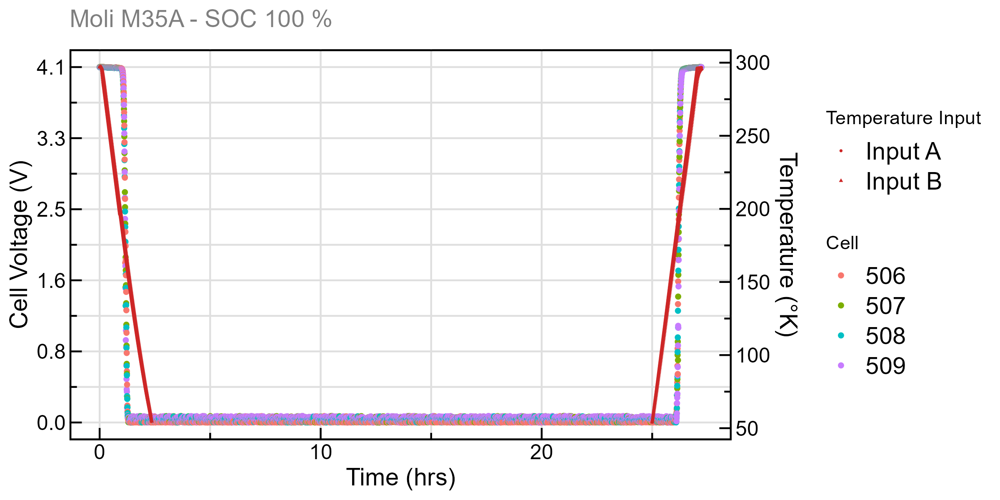 Moli M35A - SOC 100 %
Cell Voltage (V)
4.1
3.3
2.5
1.6
0.8
0.0
0
10
20
Time (hrs)
300
250
200
150
100
50
Temperature (°K)
Temperature Input
Input A
Input B
Cell
506
507
508
509